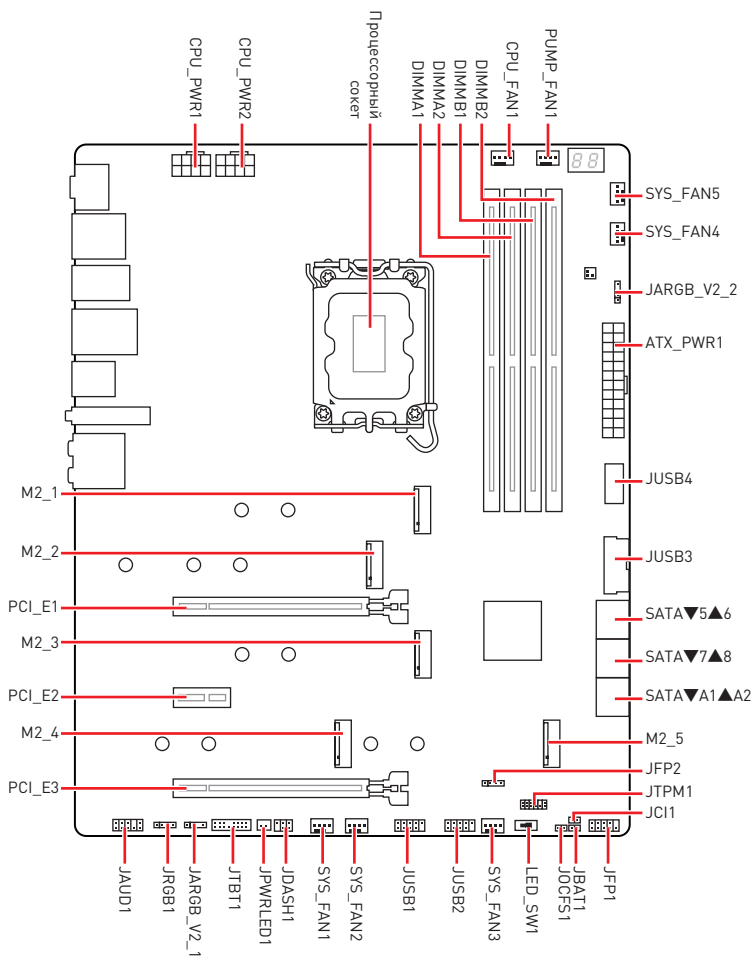 CPU_PWR1
CPU_PWR2
Процессорный
сокет
DIMMA1
DIMMA2
DIMMB1
DIMMB2
CPU_FAN1
PUMP_FAN1
88
SYS_FAN5
SYS_FAN4
JARGB_V2_2
ATX_PWR1
JUSB4
JUSB3
SATA▼5▲6
SATA▼7▲8
SATA▼A1▲A2
M2_5
JFP2
JTPM1
JCI1
M2_1
M2_2
PCI_E1
M2_3
PCI_E2
M2_4
PCI_E3
JAUD1
JRGB1
JARGB_V2_1
JTBT1
JPWRLED1
JDASH1
SYS_FAN1
SYS_FAN2
JUSB1
JUSB2
SYS_FAN3
LED_SW1
JOCFS1
JBAT1
JFP1